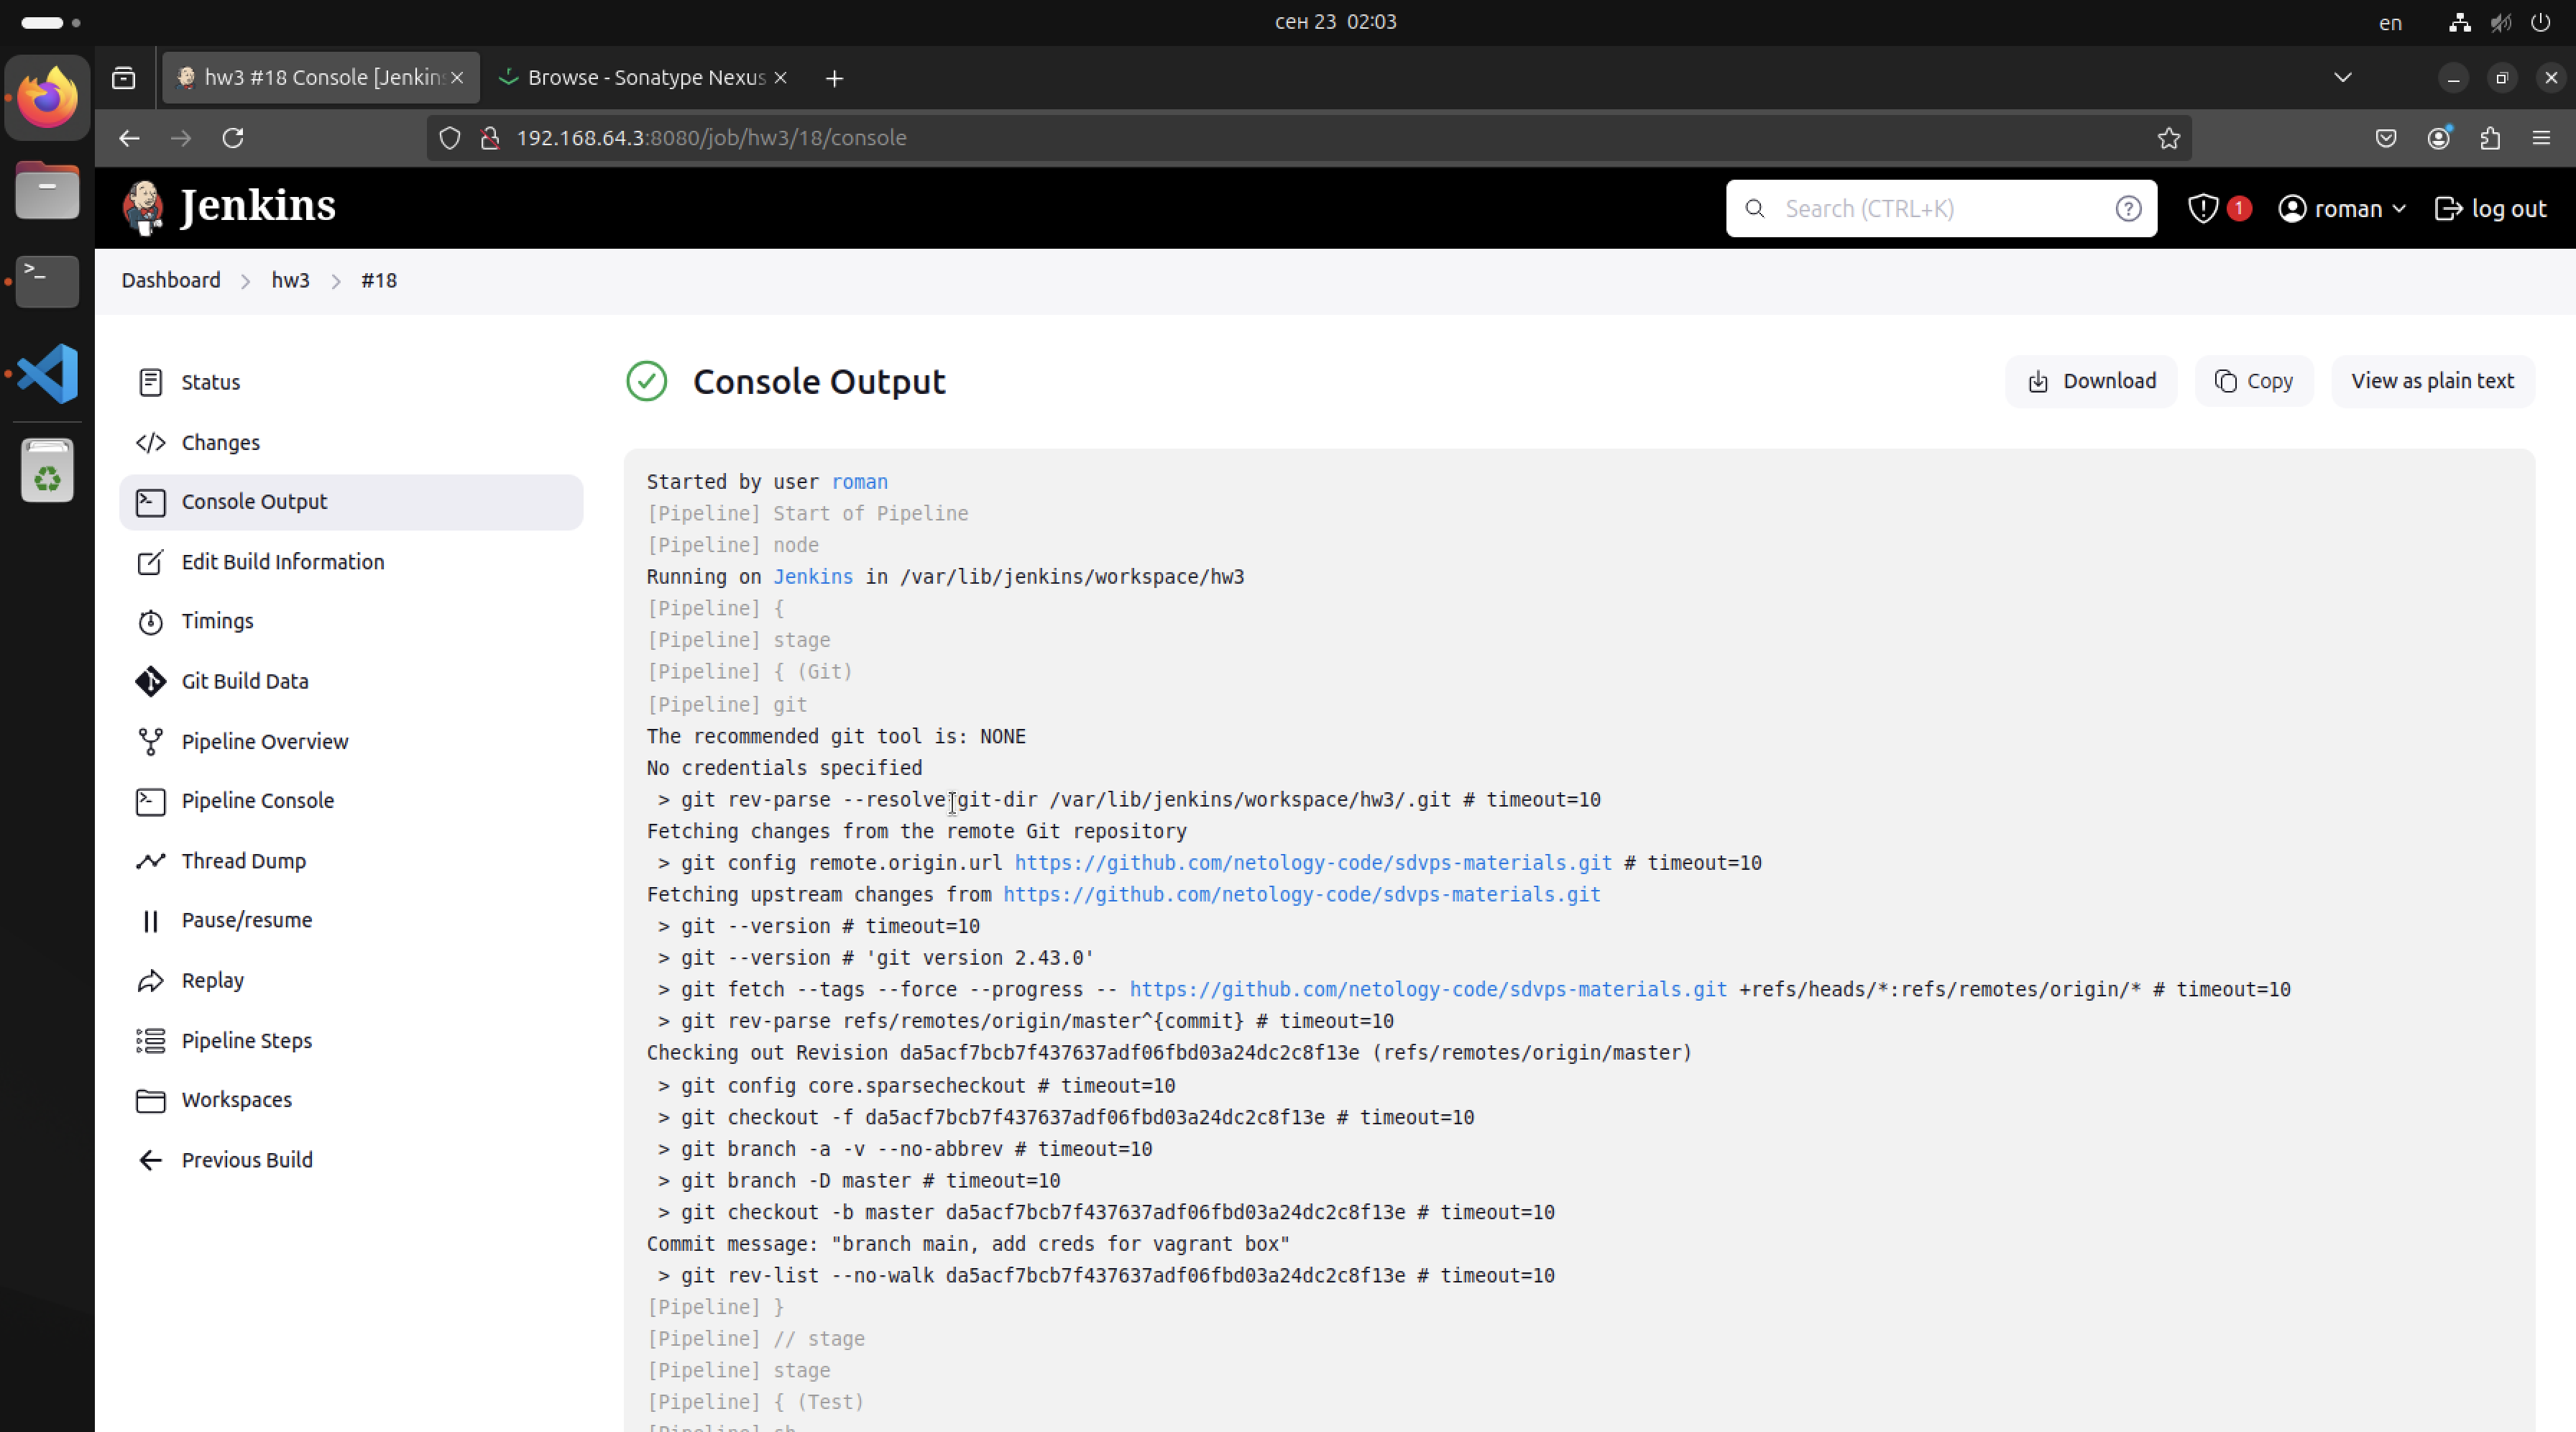 сен 23 02:03
en
hw3 #18 Console [Jenkins
Browse - Sonatype Nexus
192.168.64.3:8080/job/hw3/18/console
Jenkins
Search (CTRL+K)
1
roman
log out
Dashboard
hw3
#18
Status
Changes
Console Output
Edit Build Information
Timings
Git Build Data
Pipeline Overview
Pipeline Console
Thread Dump
Pause/resume
Replay
Pipeline Steps
Workspaces
Previous Build
Console Output
Download
Copy
View as plain text
Started by user roman
[Pipeline] Start of Pipeline
[Pipeline] node
Running on Jenkins in /var/lib/jenkins/workspace/hw3
[Pipeline] {
[Pipeline] stage
[Pipeline] { (Git)
[Pipeline] git
The recommended git tool is: NONE
No credentials specified
> git rev-parse --resolve-git-dir /var/lib/jenkins/workspace/hw3/.git # timeout=10
Fetching changes from the remote Git repository
> git config remote.origin.url https://github.com/netology-code/sdvps-materials.git # timeout=10
Fetching upstream changes from https://github.com/netology-code/sdvps-materials.git
> git --version # timeout=10
> git --version # 'git version 2.43.0'
> git fetch --tags --force --progress -- https://github.com/netology-code/sdvps-materials.git +refs/heads/*:refs/remotes/origin/* # timeout=10
> git rev-parse refs/remotes/origin/master^{commit} # timeout=10
Checking out Revision da5acf7bcb7f437637adf06fbd03a24dc2c8f13e (refs/remotes/origin/master)
> git config core.sparsecheckout # timeout=10
> git checkout -f da5acf7bcb7f437637adf06fbd03a24dc2c8f13e # timeout=10
> git branch -a -v --no-abbrev # timeout=10
> git branch -D master # timeout=10
> git checkout -b master da5acf7bcb7f437637adf06fbd03a24dc2c8f13e # timeout=10
Commit message: "branch main, add creds for vagrant box"
> git rev-list --no-walk da5acf7bcb7f437637adf06fbd03a24dc2c8f13e # timeout=10
[Pipeline] }
[Pipeline] // stage
[Pipeline] stage
[Pipeline] { (Test)
[Pipeline] sh